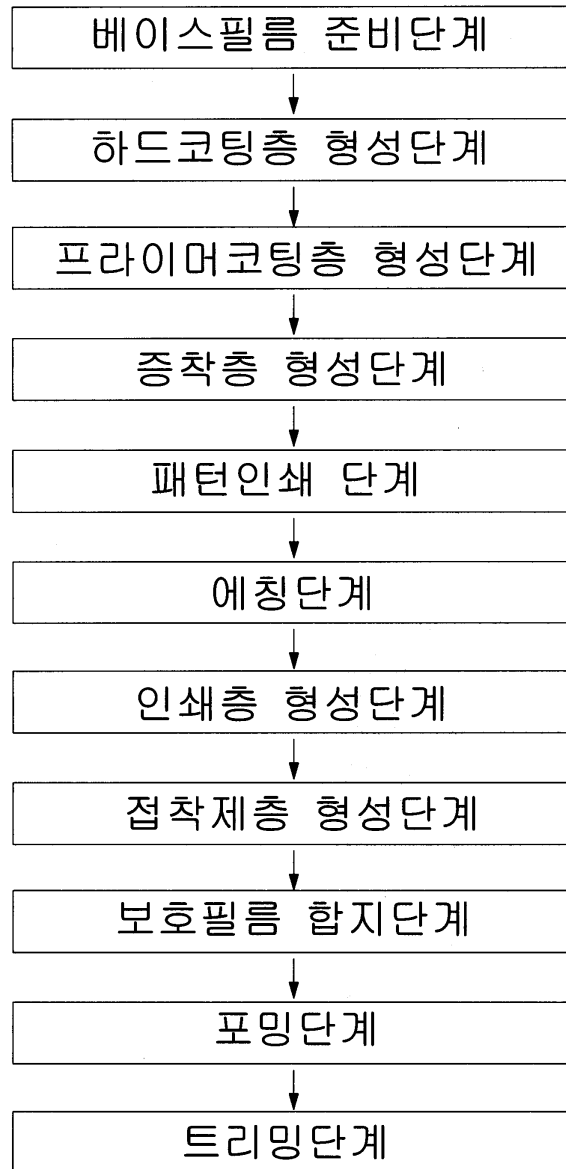 베이스필름 준비단계
하드코팅층 형성단계
프라이머코팅층 형성단계
증착층 형성단계
패턴인쇄 단계
에칭단계
인쇄층 형성단계
접착제층 형성단계
보호필름 합지단계
포밍단계
트리밍단계